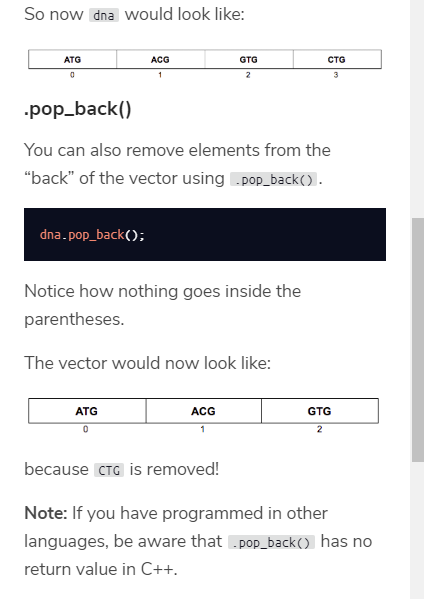 So now dna would look like:
ATG ACG GTG CTG
0 1 2 3
.pop_back()
You can also remove elements from the
“back” of the vector using .pop_back() .
dna.pop_back();
Notice how nothing goes inside the
parentheses.
The vector would now look like:
ATG ACG GTG
0 1 2
because CTG is removed!
Note: If you have programmed in other
languages, be aware that .pop_back() has no
return value in C++.